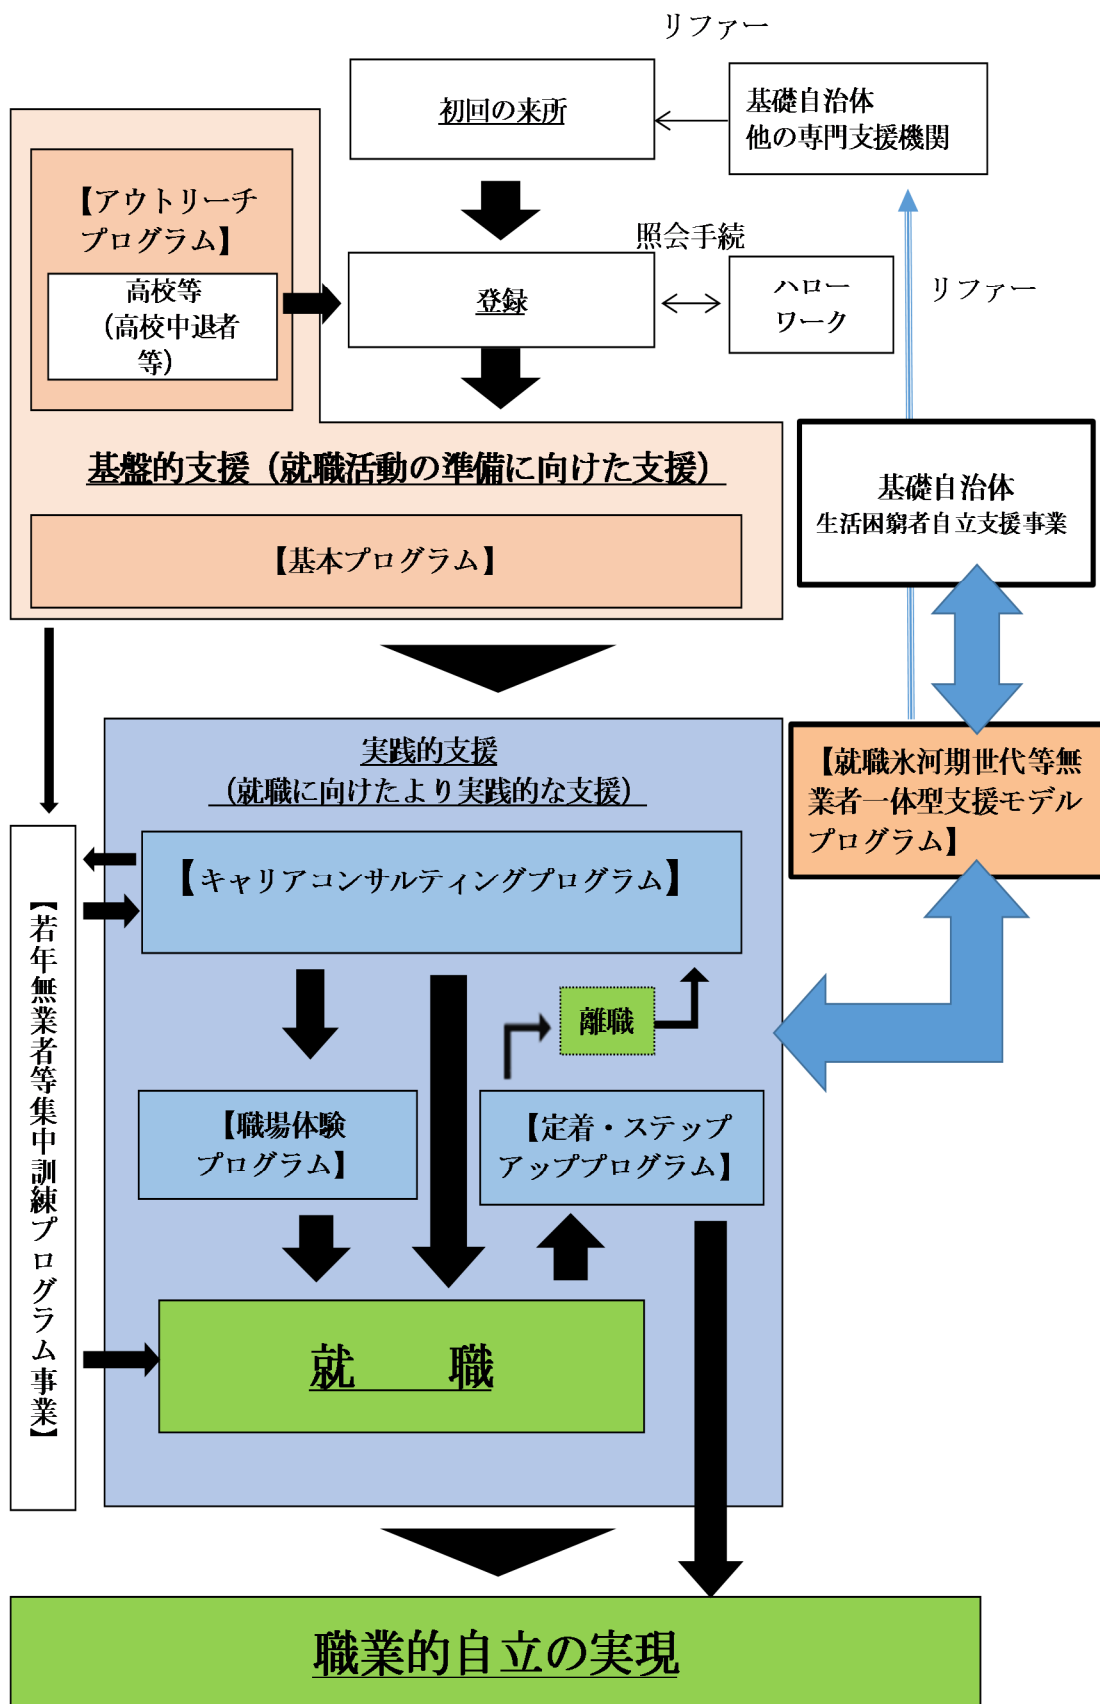 リファー
初回の来所
基礎自治体
他の専門支援機関
【アウトリーチ
プログラム】
高校等
（高校中退者
等）
照会手続
登録
ハロー
ワーク
リファー
基盤的支援（就職活動の準備に向けた支援）
【基本プログラム】
基礎自治体
生活困窮者自立支援事業
実践的支援
（就職に向けたより実践的な支援）
【就職氷河期世代等無
業者一体型支援モデル
プログラム】
【キャリアコンサルティングプログラム】
【若年無業者等集中訓練プログラム事業】
離職
【職場体験
プログラム】
【定着・ステップ
アッププログラム】
就　職
職業的自立の実現